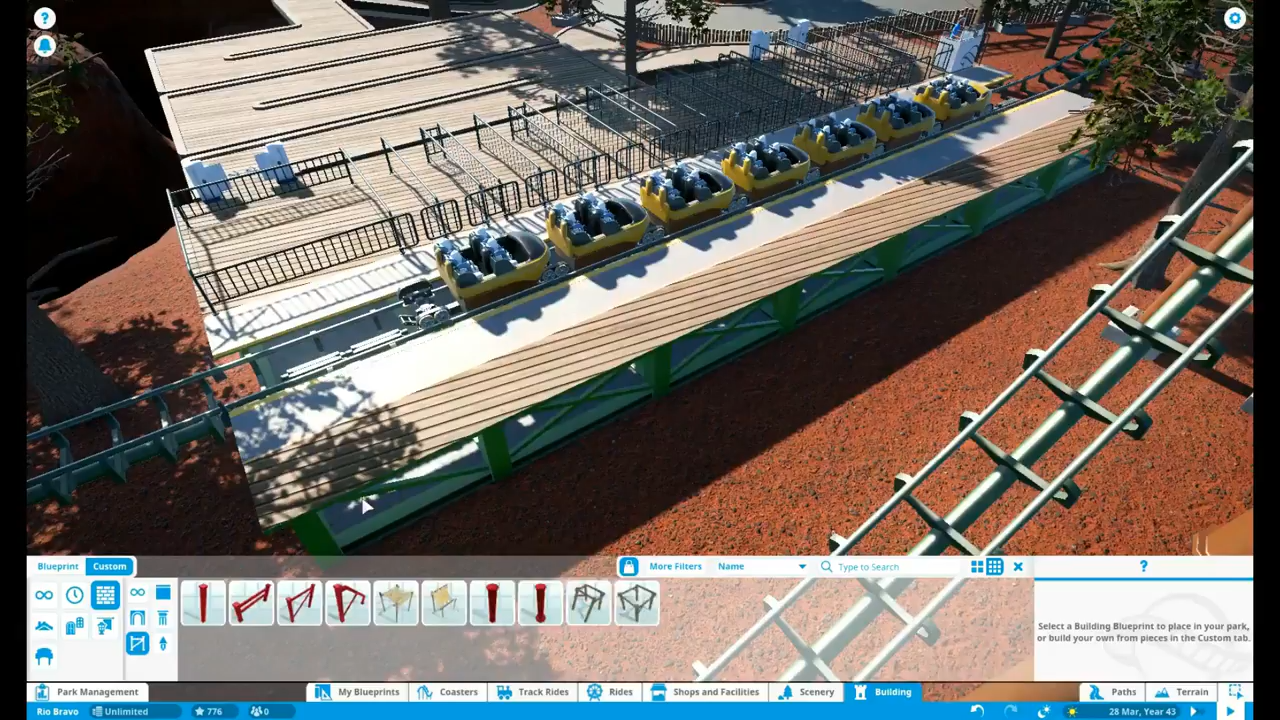 ?
Blueprint
Custom
More Filters
Name
Type to Search
?
Select a Building Blueprint to place in your park,
or build your own from pieces in the Custom tab.
Park Management
My Blueprints
Coasters
Track Rides
Rides
Shops and Facilities
Scenery
Building
Paths
Terrain
Rio Bravo
Unlimited
776
0
28 Mar, Year 43